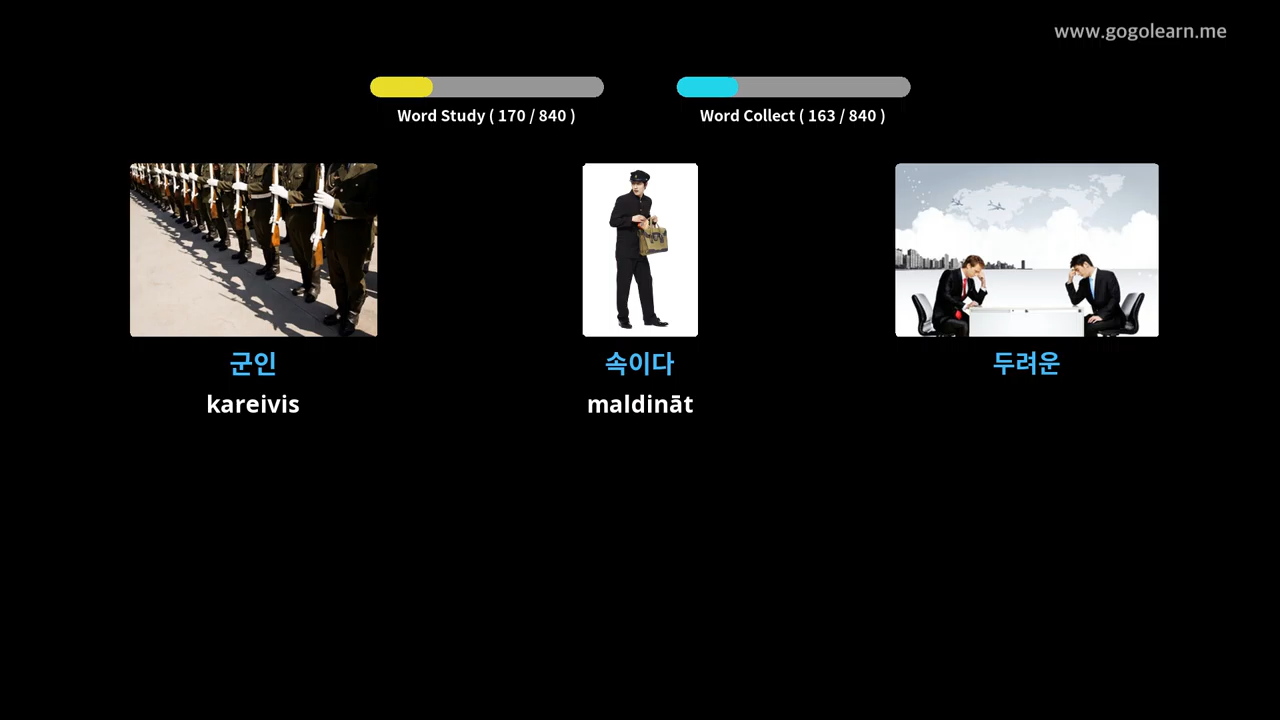 www.gogolearn.me
Word Study ( 170 / 840 )
Word Collect ( 163 / 840 )
군인
속이다
두려운
kareivis
maldināt